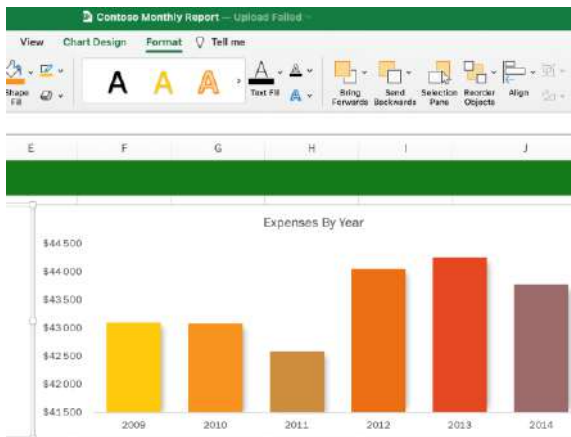 Contoso Monthly Report — Upload Failed
View Chart Design Format Tell me
A A A A A A
Shape Fill Text Fill Bring Forwards Send Backwards Selection Pane Reorder Objects Align
E F G H I J
Expenses By Year
$44 500
$44 000
$43 500
$43 000
$42 500
$42 000
$41 500
2009 2010 2011 2012 2013 2014